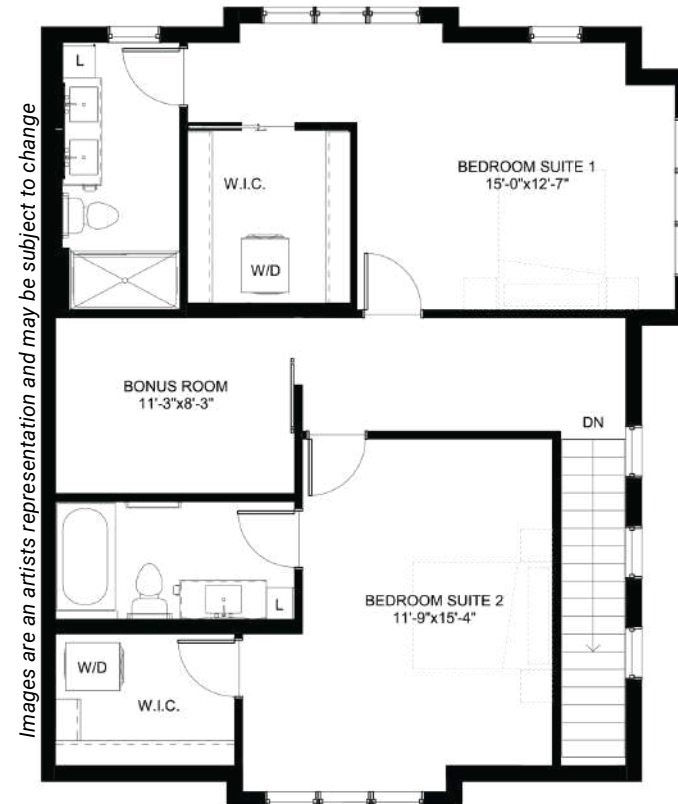 L
BEDROOM SUITE 1
15'-0"x12'-7"
W.I.C.
W/D
BONUS ROOM
11'-3"x8'-3"
DN
L
BEDROOM SUITE 2
11'-9"x15'-4"
W/D
W.I.C.
Images are an artists representation and may be subject to change